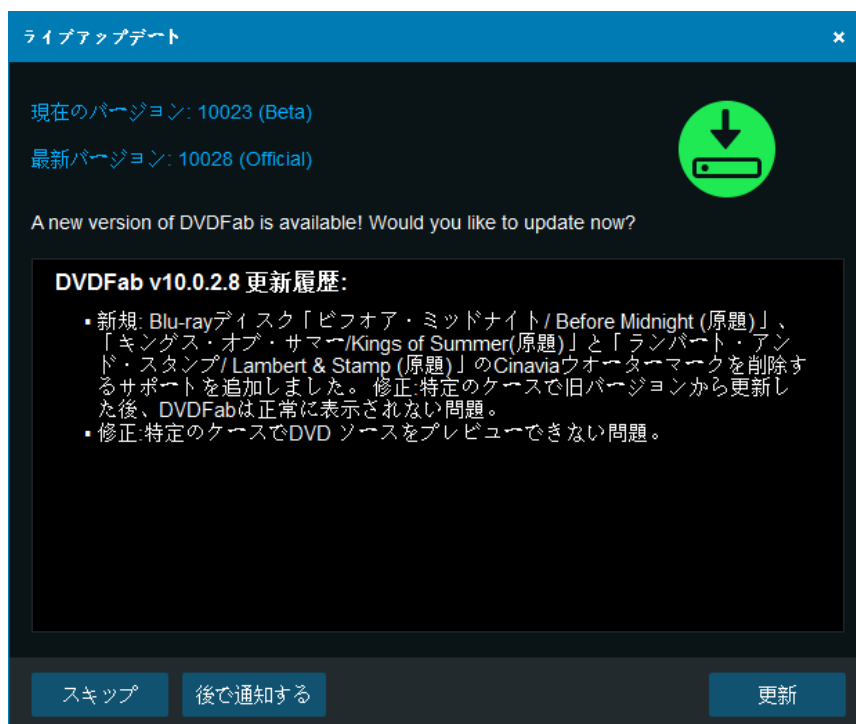 ライブアップデート
×
現在のバージョン: 10023 (Beta)
最新バージョン: 10028 (Official)
A new version of DVDFab is available! Would you like to update now?
DVDFab v10.0.2.8 更新履歴:
▪ 新規: Blu-rayディスク「ビフオア・ミッドナイト/ Before Midnight (原題)」、
「キングス・オブ・サマー/Kings of Summer(原題)」と「ランバート・アン
ド・スタンプ/ Lambert & Stamp (原題)」のCinaviaウオーターマークを削除す
るサポートを追加しました。 修正:特定のケースで旧バージョンから更新し
た後、DVDFabは正常に表示されない問題。
▪ 修正:特定のケースでDVD ソースをプレビューできない問題。
スキップ
後で通知する
更新